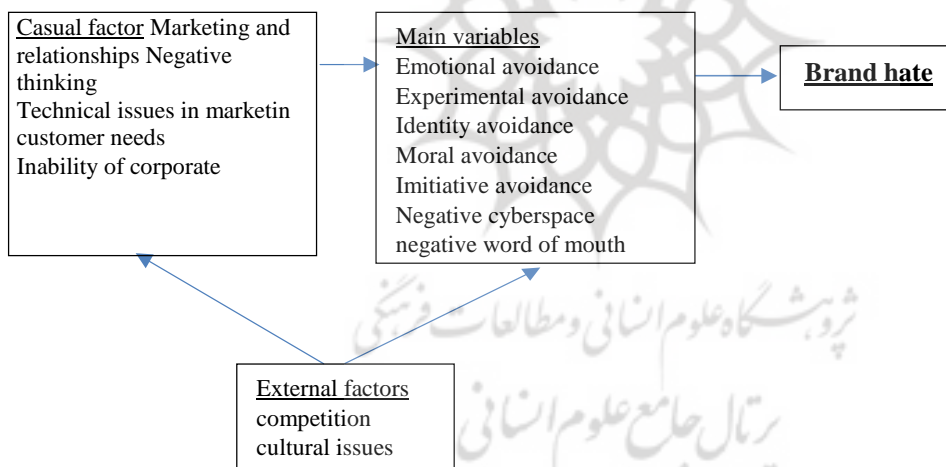 Casual factor Marketing and
relationships Negative
thinking
Technical issues in marketin
customer needs
Inability of corporate
Main variables
Emotional avoidance
Experimental avoidance
Identity avoidance
Moral avoidance
Imitiative avoidance
Negative cyberspace
negative word of mouth
Brand hate
External factors
competition
cultural issues
پژوهشگاه علوم انسانی و مطالعات فرهنگی
پرتال جامع علوم انسانی